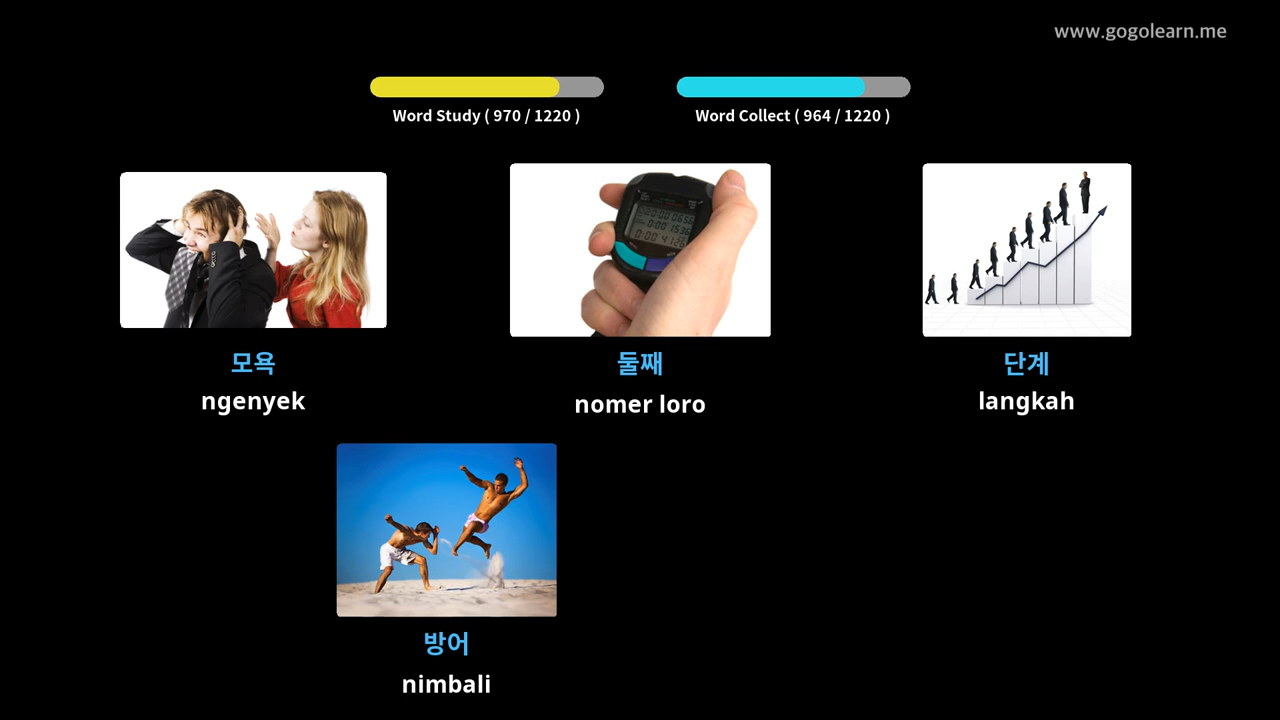 www.gogolearn.me
Word Study ( 970 / 1220 )
Word Collect ( 964 / 1220 )
모욕
ngenyek
둘째
nomer loro
단계
langkah
방어
nimbali